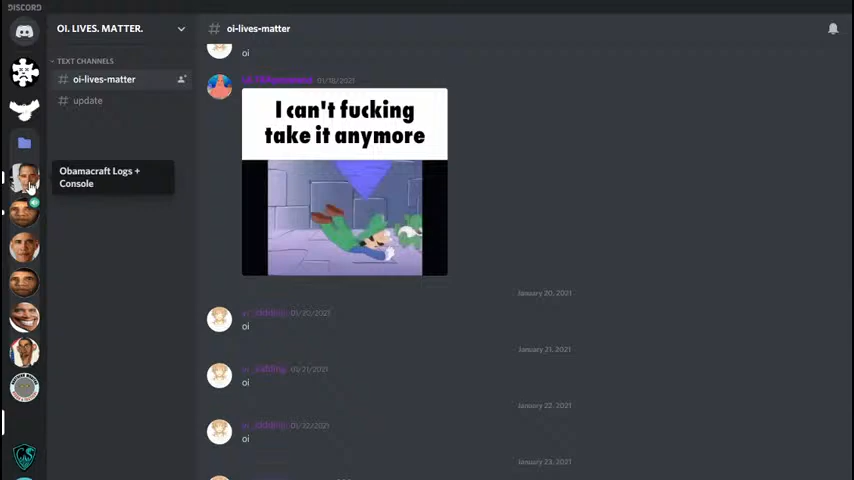 DISCORD
OI. LIVES. MATTER.
# oi-lives-matter
TEXT CHANNELS
# oi-lives-matter
# update
Obamacraft Logs +
Console
oi
01/18/2021
I can't fucking
take it anymore
January 20, 2021
01/20/2021
oi
January 21, 2021
01/21/2021
oi
January 22, 2021
01/22/2021
oi
January 23, 2021